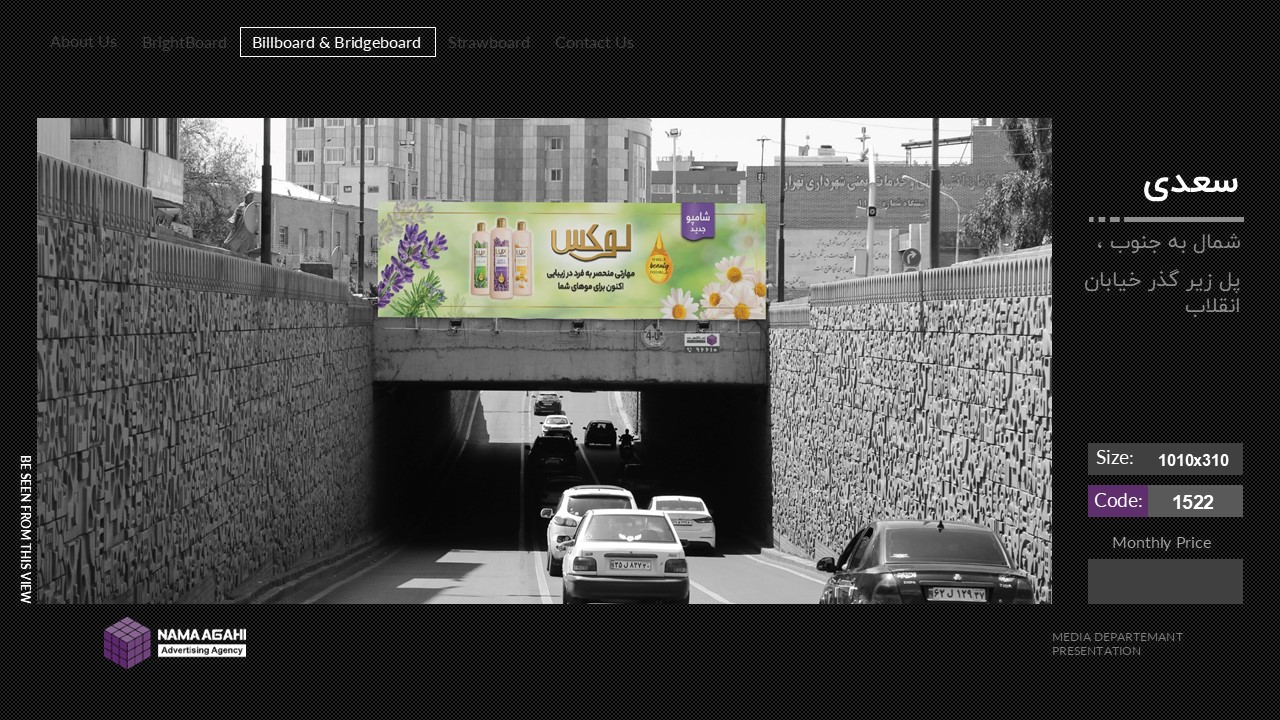 About Us
BrightBoard
Billboard & Bridgeboard
Strawboard
Contact Us
سعدی
شمال به جنوب ،
پل زیر گذر خیابان
انقلاب
شامپو
جدید
لوکس
مهارتی منحصر به فرد در زیبایی
اکنون برای موهای شما
beauty
Size: 1010x310
Code: 1522
Monthly Price
BE SEEN FROM THIS VIEW
NAMA AGAHI
Advertising Agency
MEDIA DEPARTEMANT
PRESENTATION